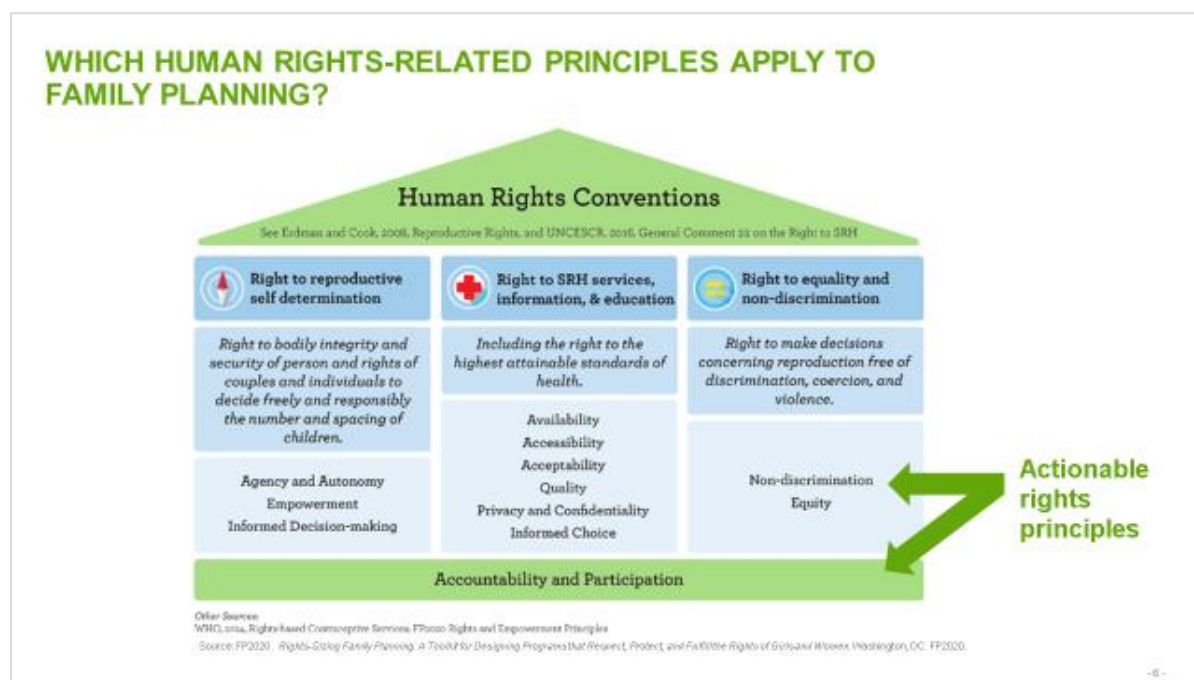 WHICH HUMAN RIGHTS-RELATED PRINCIPLES APPLY TO
FAMILY PLANNING?
Human Rights Conventions
See Erdman and Cook, 2008, Reproductive Rights, and UNCESCR, 2016, General Comment 22 on the Right to SRH
Right to reproductive
self determination
Right to bodily integrity and
security of person and rights of
couples and individuals to
decide freely and responsibly
the number and spacing of
children.
Agency and Autonomy
Empowerment
Informed Decision-making
Right to SRH services,
information, & education
Including the right to the
highest attainable standards of
health.
Availability
Accessibility
Acceptability
Quality
Privacy and Confidentiality
Informed Choice
Right to equality and
non-discrimination
Right to make decisions
concerning reproduction free of
discrimination, coercion, and
violence.
Non-discrimination
Equity
Actionable
rights
principles
Accountability and Participation
Other Sources:
WHO, 2014, Rights-based Contraceptive Services; FP2020 Rights and Empowerment Principles
Source: FP2020. Rights-Sizing Family Planning: A Toolkit for Designing Programs that Respect, Protect, and Fulfill the Rights of Girls and Women. Washington, DC: FP2020.
- 6 -